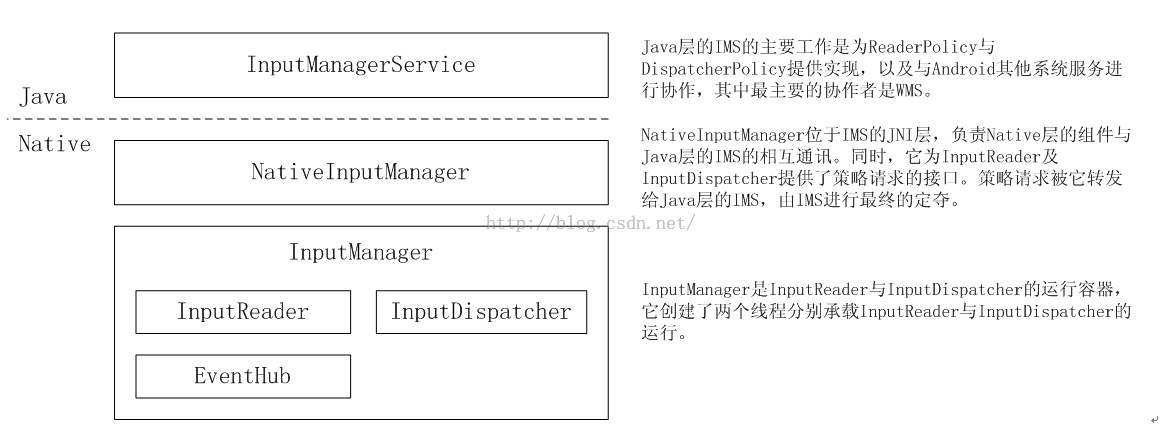 InputManagerService
Java层的IMS的主要工作是为ReaderPolicy与
DispatcherPolicy提供实现，以及与Android其他系统服务进
行协作，其中最主要的协作者是WMS。
Java
Native
NativeInputManager
NativeInputManager位于IMS的JNI层，负责Native层的组件与
Java层的IMS的相互通讯。同时，它为InputReader及
InputDispatcher提供了策略请求的接口。策略请求被它转发
给Java层的IMS，由IMS进行最终的定夺。
http://blog.csdn.net/
InputManager
InputReader
InputDispatcher
EventHub
InputManager是InputReader与InputDispatcher的运行容器，
它创建了两个线程分别承载InputReader与InputDispatcher的
运行。